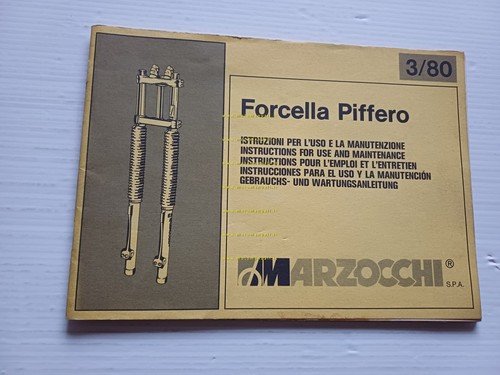 3/80
Forcella Piffero
ISTRUZIONI PER L'USO E LA MANUTENZIONE
INSTRUCTIONS FOR USE AND MAINTENANCE
INSTRUCTIONS POUR L'EMPLOI ET L'ENTRETIEN
INSTRUCCIONES PARA EL USO Y LA MANUTENCIÓN
GEBRAUCHS- UND WARTUNGSANLEITUNG
MARZOCCHI®
S.P.A.